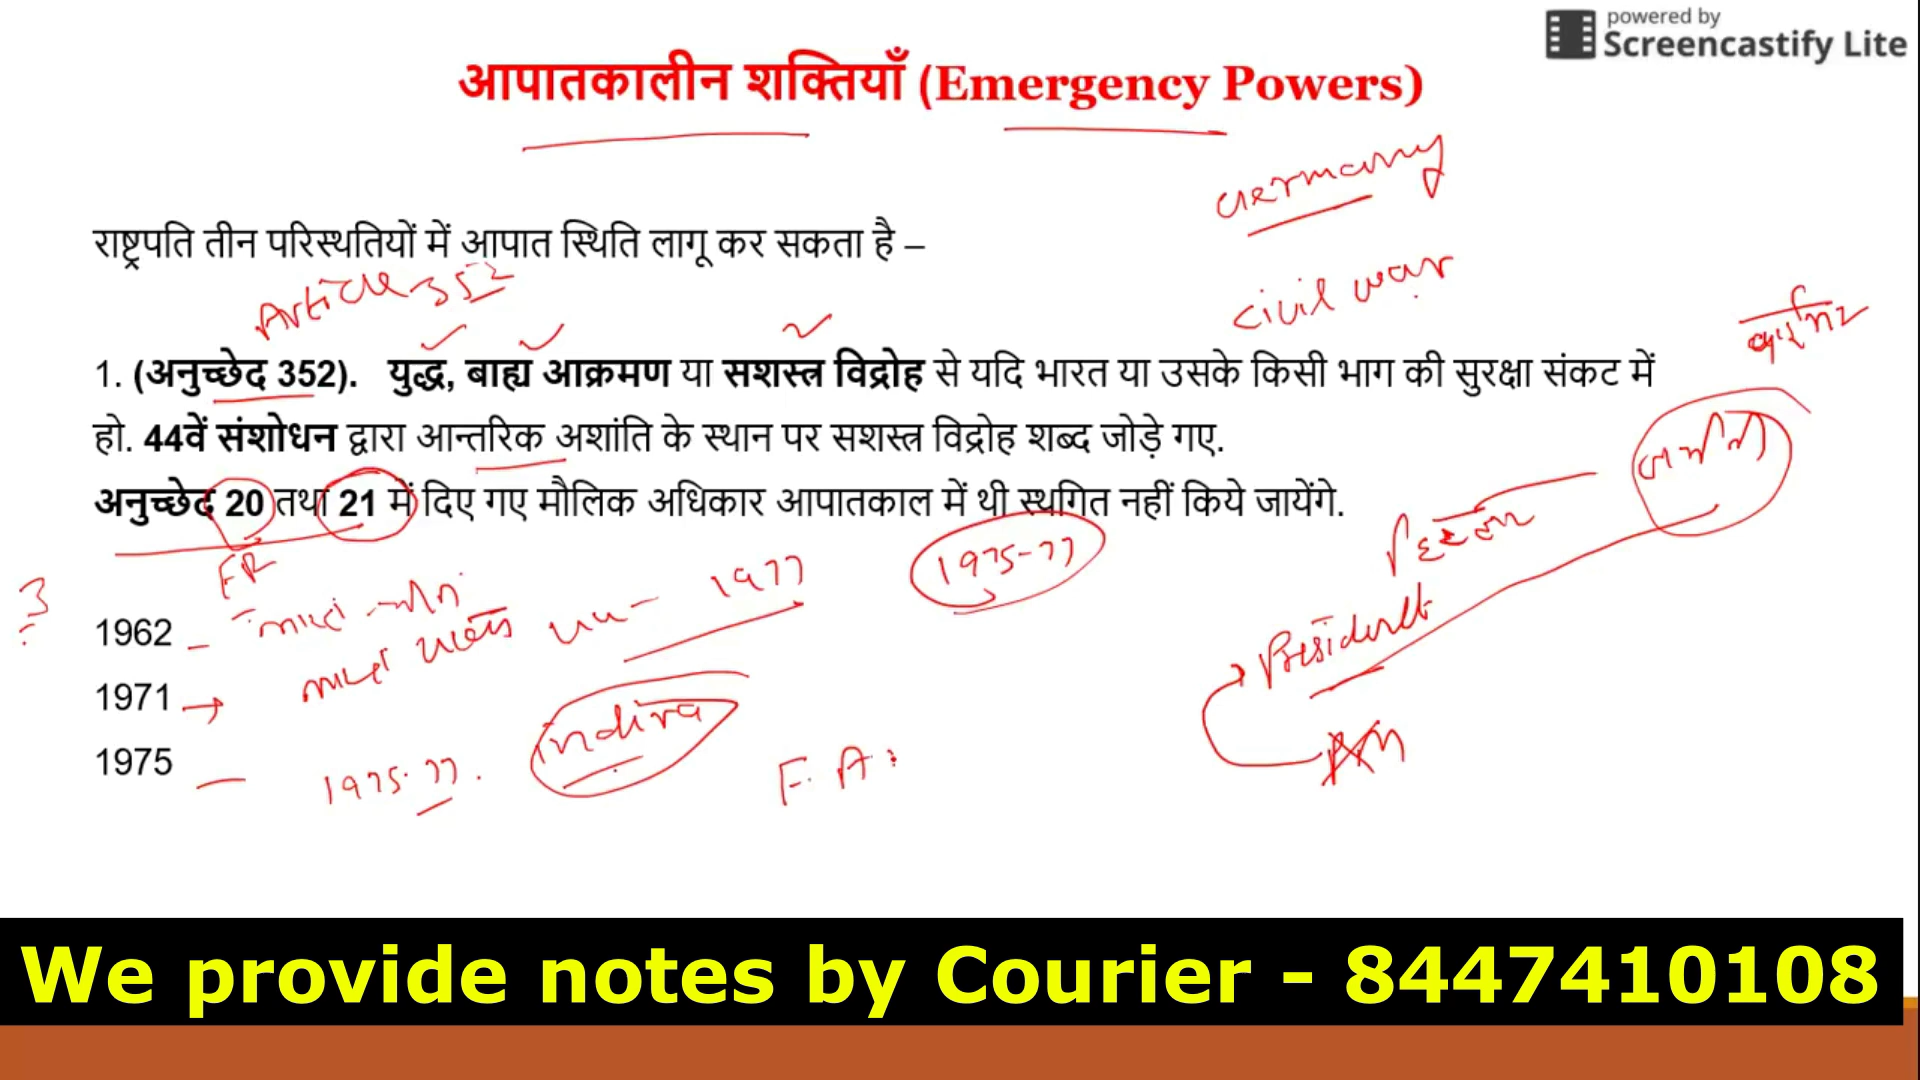 powered by
Screencastify Lite
आपातकालीन शक्तियाँ (Emergency Powers)
Germany
राष्ट्रपति तीन परिस्थतियों में आपात स्थिति लागू कर सकता है –
Article 352
civil war
1. (अनुच्छेद 352). युद्ध, बाह्य आक्रमण या सशस्त्र विद्रोह से यदि भारत या उसके किसी भाग की सुरक्षा संकट में
हो. 44वें संशोधन द्वारा आन्तरिक अशांति के स्थान पर सशस्त्र विद्रोह शब्द जोड़े गए.
अनुच्छेद 20 तथा 21 में दिए गए मौलिक अधिकार आपातकाल में थी स्थगित नहीं किये जायेंगे.
FR
1975-77
3
1977
1962
President
1971
indira
1975
1975-77.
F. A.
We provide notes by Courier - 8447410108